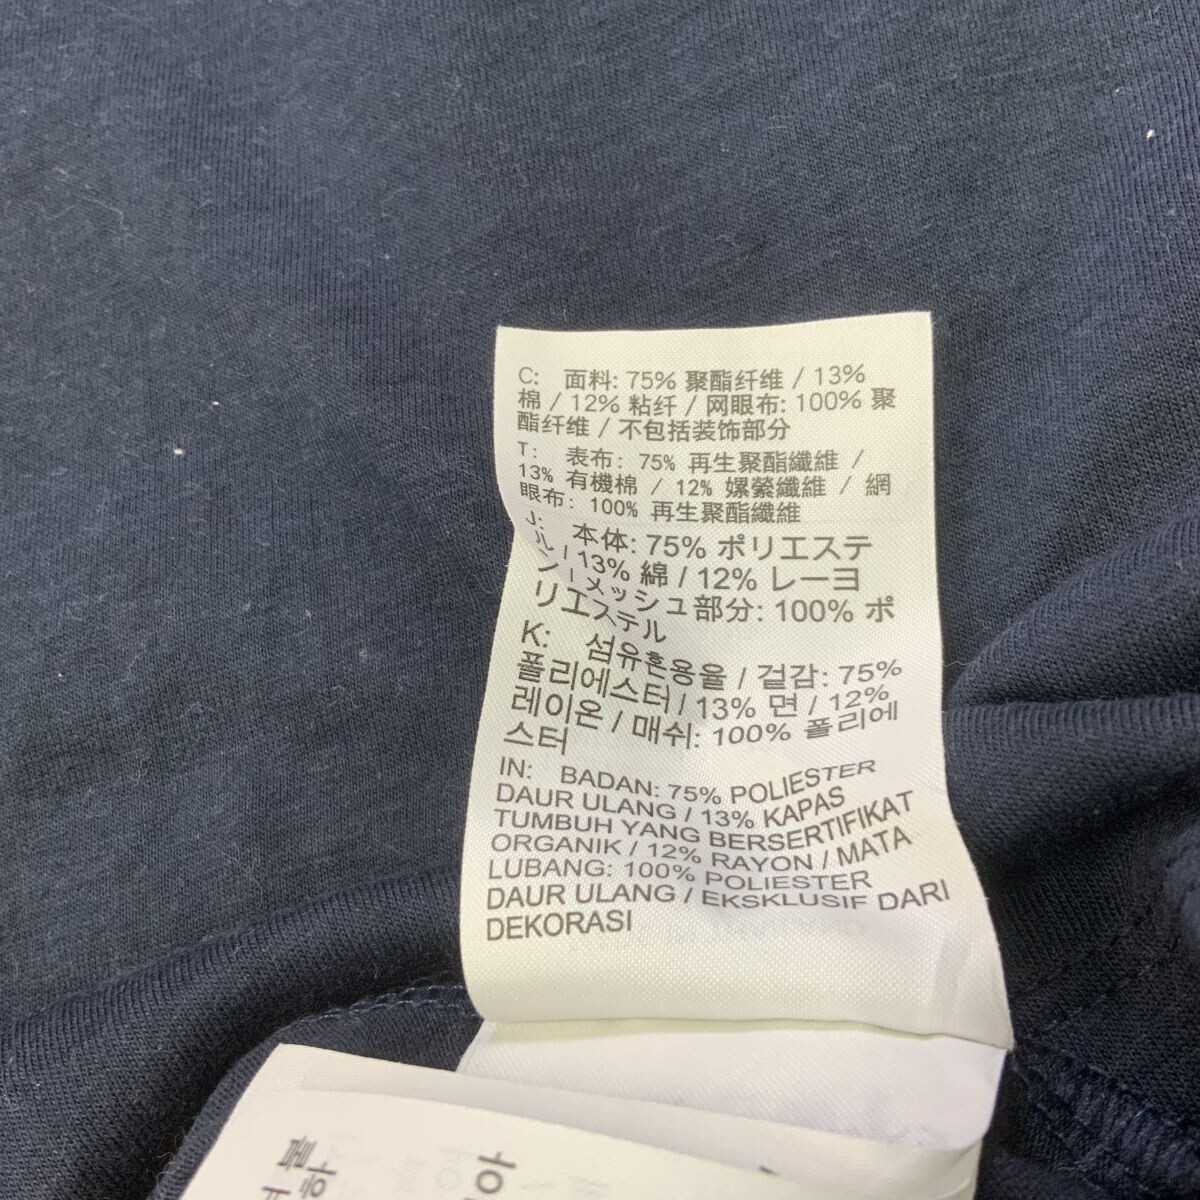 C: 面料: 75% 聚酯纤维 / 13%
棉 / 12% 粘纤 / 网眼布: 100% 聚
酯纤维 / 不包括装饰部分
T: 表布: 75% 再生聚酯纖維 /
13% 有機棉 / 12% 嫘縈纖維 / 網
眼布: 100% 再生聚酯纖維
J: 本体: 75% ポリエステ
ル / 13% 綿 / 12% レーヨ
ン / メッシュ部分: 100% ポ
リエステル
K: 섬유혼용율 / 겉감: 75%
폴리에스터 / 13% 면 / 12%
레이온 / 매쉬: 100% 폴리에
스터
IN: BADAN: 75% POLIESTER
DAUR ULANG / 13% KAPAS
TUMBUH YANG BERSERTIFIKAT
ORGANIK / 12% RAYON / MATA
LUBANG: 100% POLIESTER
DAUR ULANG / EKSKLUSIF DARI
DEKORASI